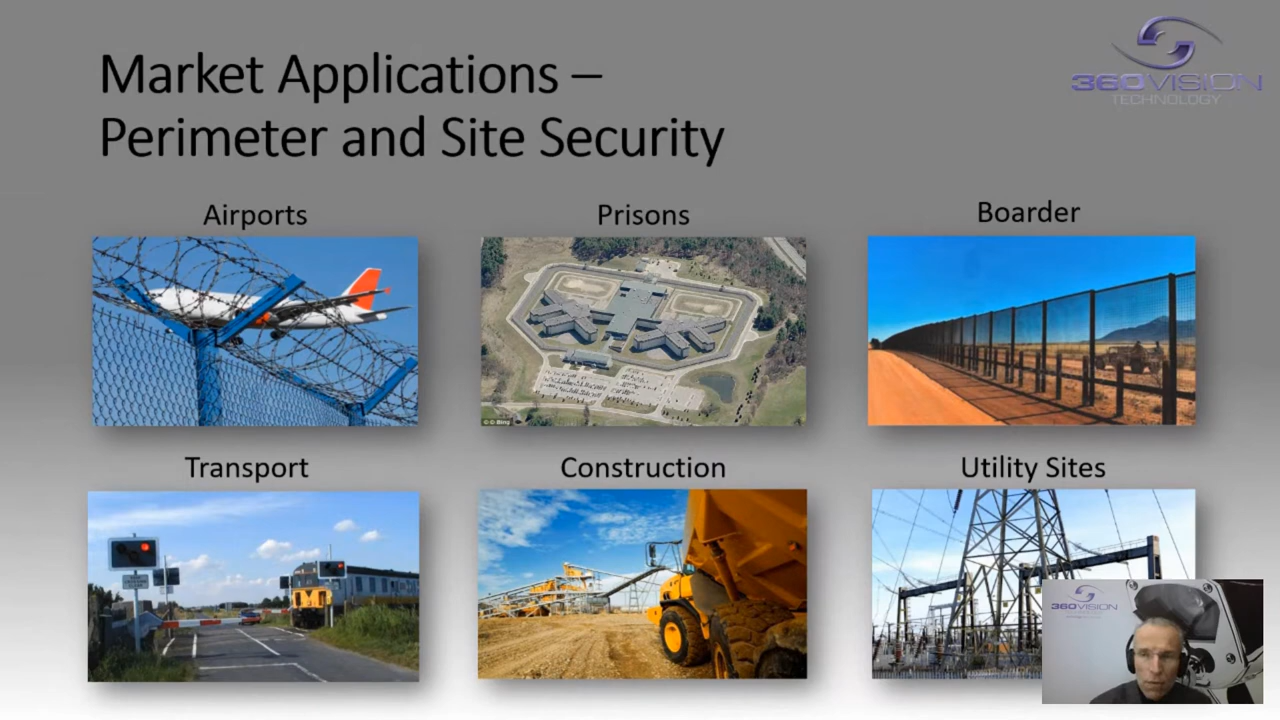 Market Applications –
Perimeter and Site Security
360VISION
TECHNOLOGY
Airports
Prisons
Boarder
Transport
Construction
Utility Sites
360VISION